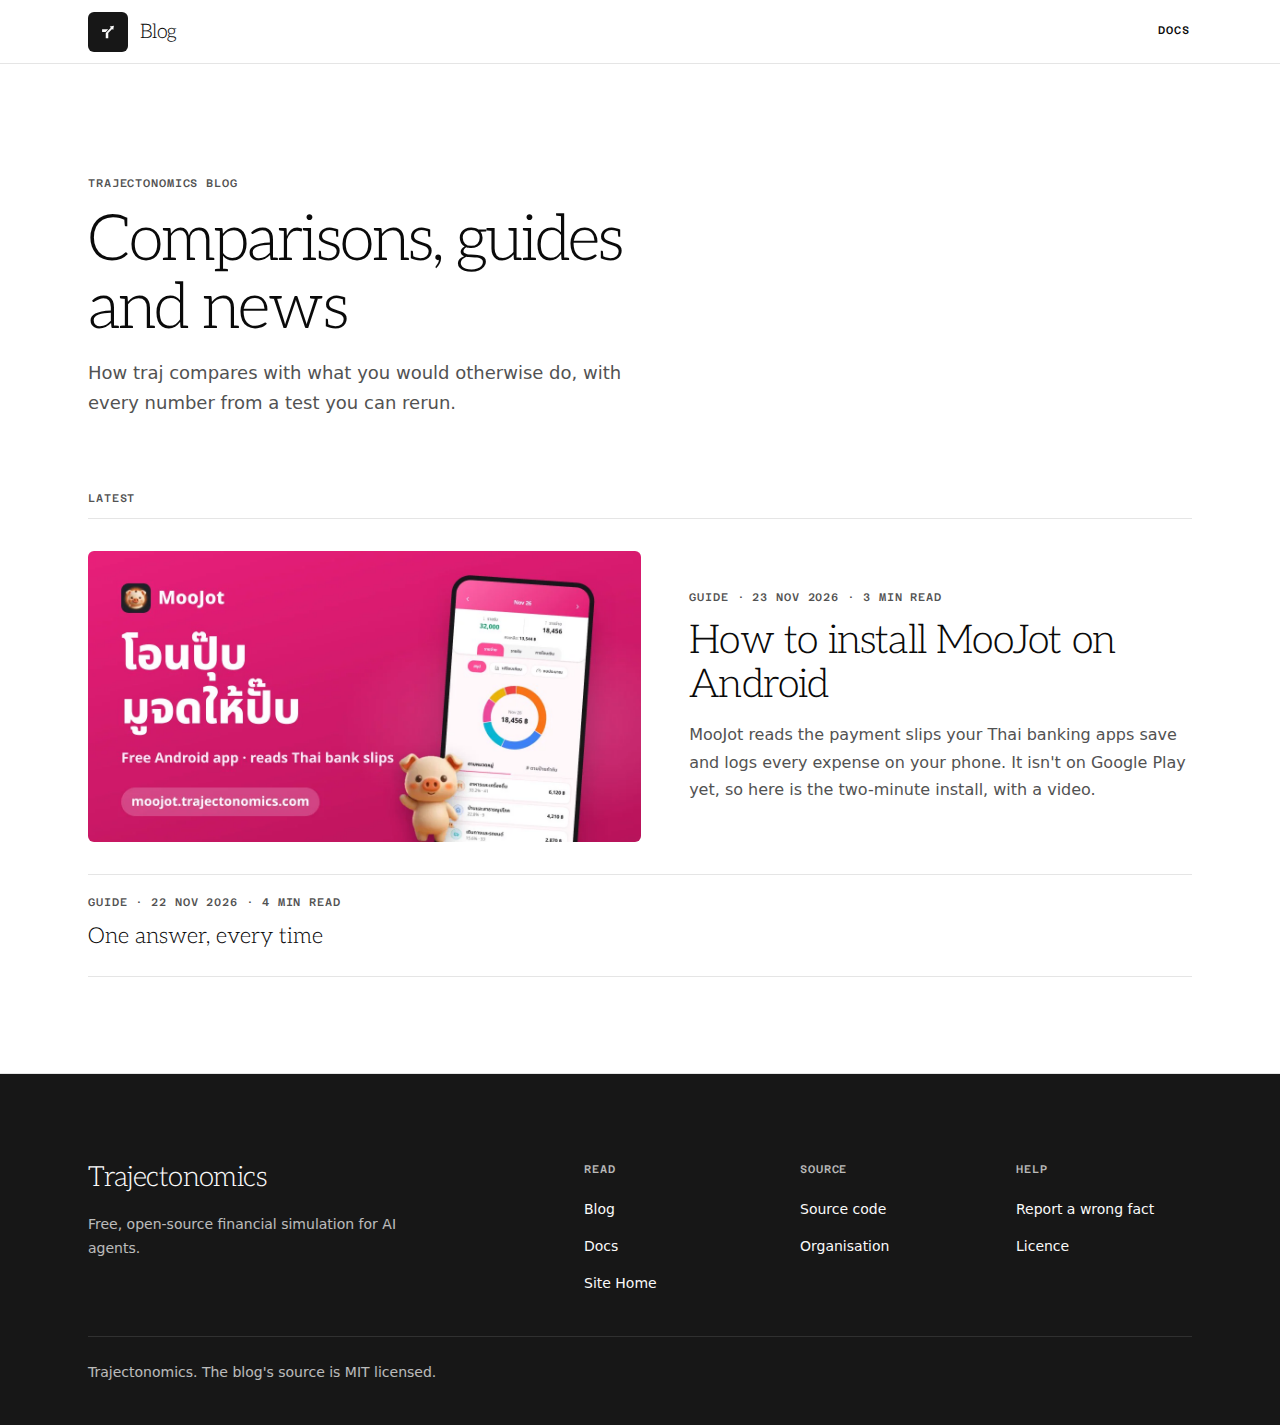 Blog
DOCS
TRAJECTONOMICS BLOG
Comparisons, guides
and news
How traj compares with what you would otherwise do, with
every number from a test you can rerun.
LATEST
MooJot
โอนปุ๊บ
มูจดให้ปั๊บ
Free Android app · reads Thai bank slips
moojot.trajectonomics.com
Nov 26
32,000
18,456
Nov 26
18,456 ฿
6,120 ฿
4,210 ฿
2,870 ฿
GUIDE · 23 NOV 2026 · 3 MIN READ
How to install MooJot on
Android
MooJot reads the payment slips your Thai banking apps save
and logs every expense on your phone. It isn't on Google Play
yet, so here is the two-minute install, with a video.
GUIDE · 22 NOV 2026 · 4 MIN READ
One answer, every time
Trajectonomics
Free, open-source financial simulation for AI
agents.
READ
Blog
Docs
Site Home
SOURCE
Source code
Organisation
HELP
Report a wrong fact
Licence
Trajectonomics. The blog's source is MIT licensed.